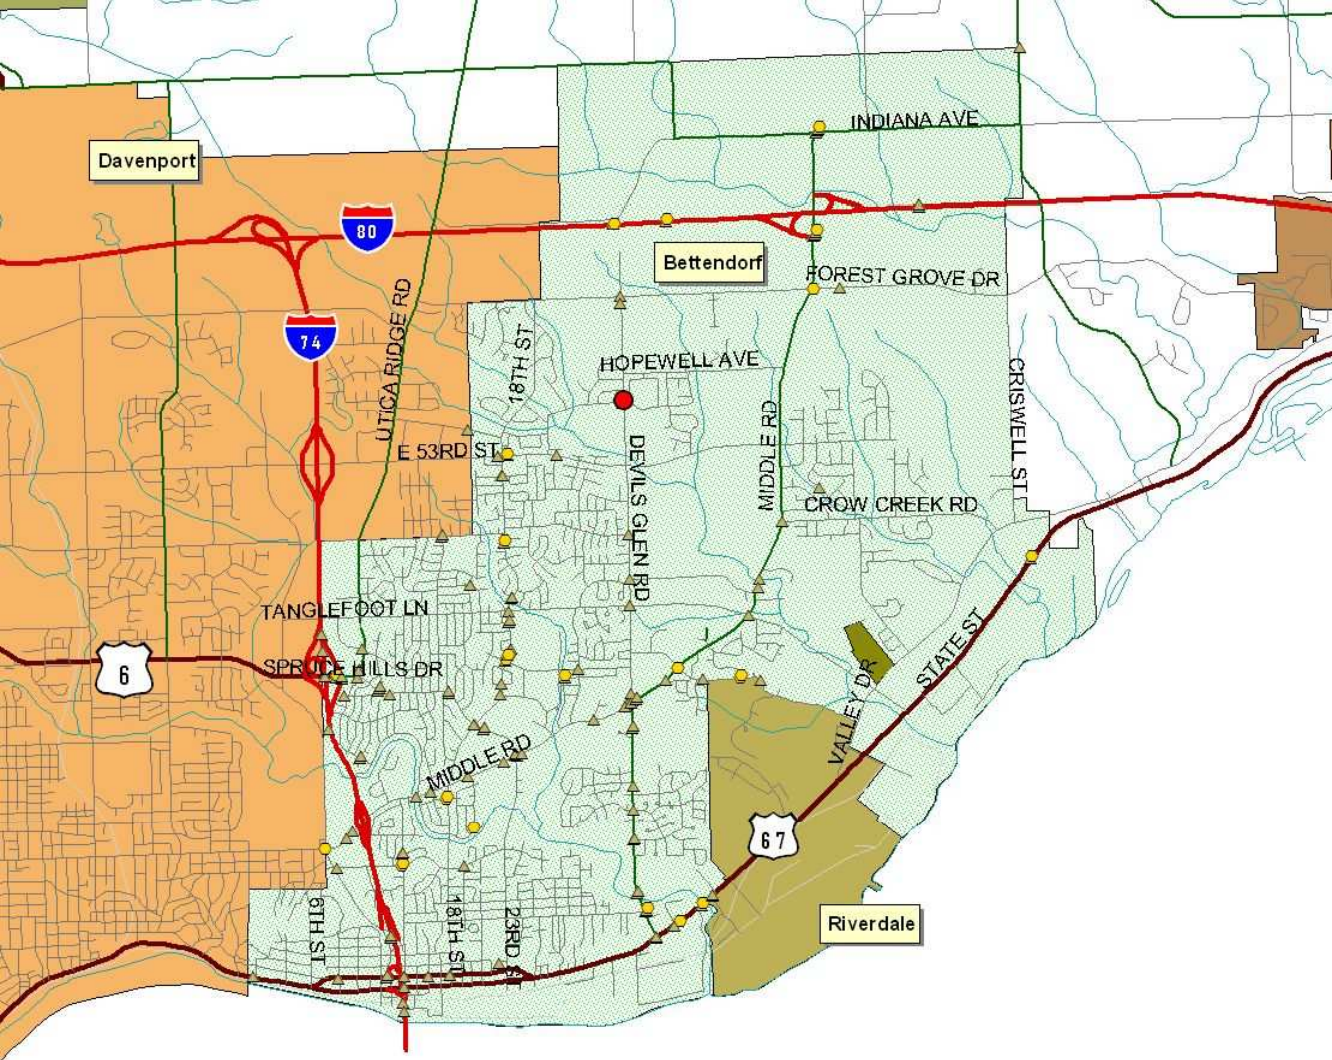 INDIANA AVE
Davenport
80
Bettendorf
FOREST GROVE DR
UTICA RIDGE RD
74
18TH ST
HOPEWELL AVE
CRISWELL ST
MIDDLE RD
E 53RD ST
DEVILS GLEN RD
CROW CREEK RD
TANGLEFOOT LN
STATE ST
6
SPRUCE HILLS DR
VALLEY DR
MIDDLE RD
67
6TH ST
18TH ST
23RD ST
Riverdale